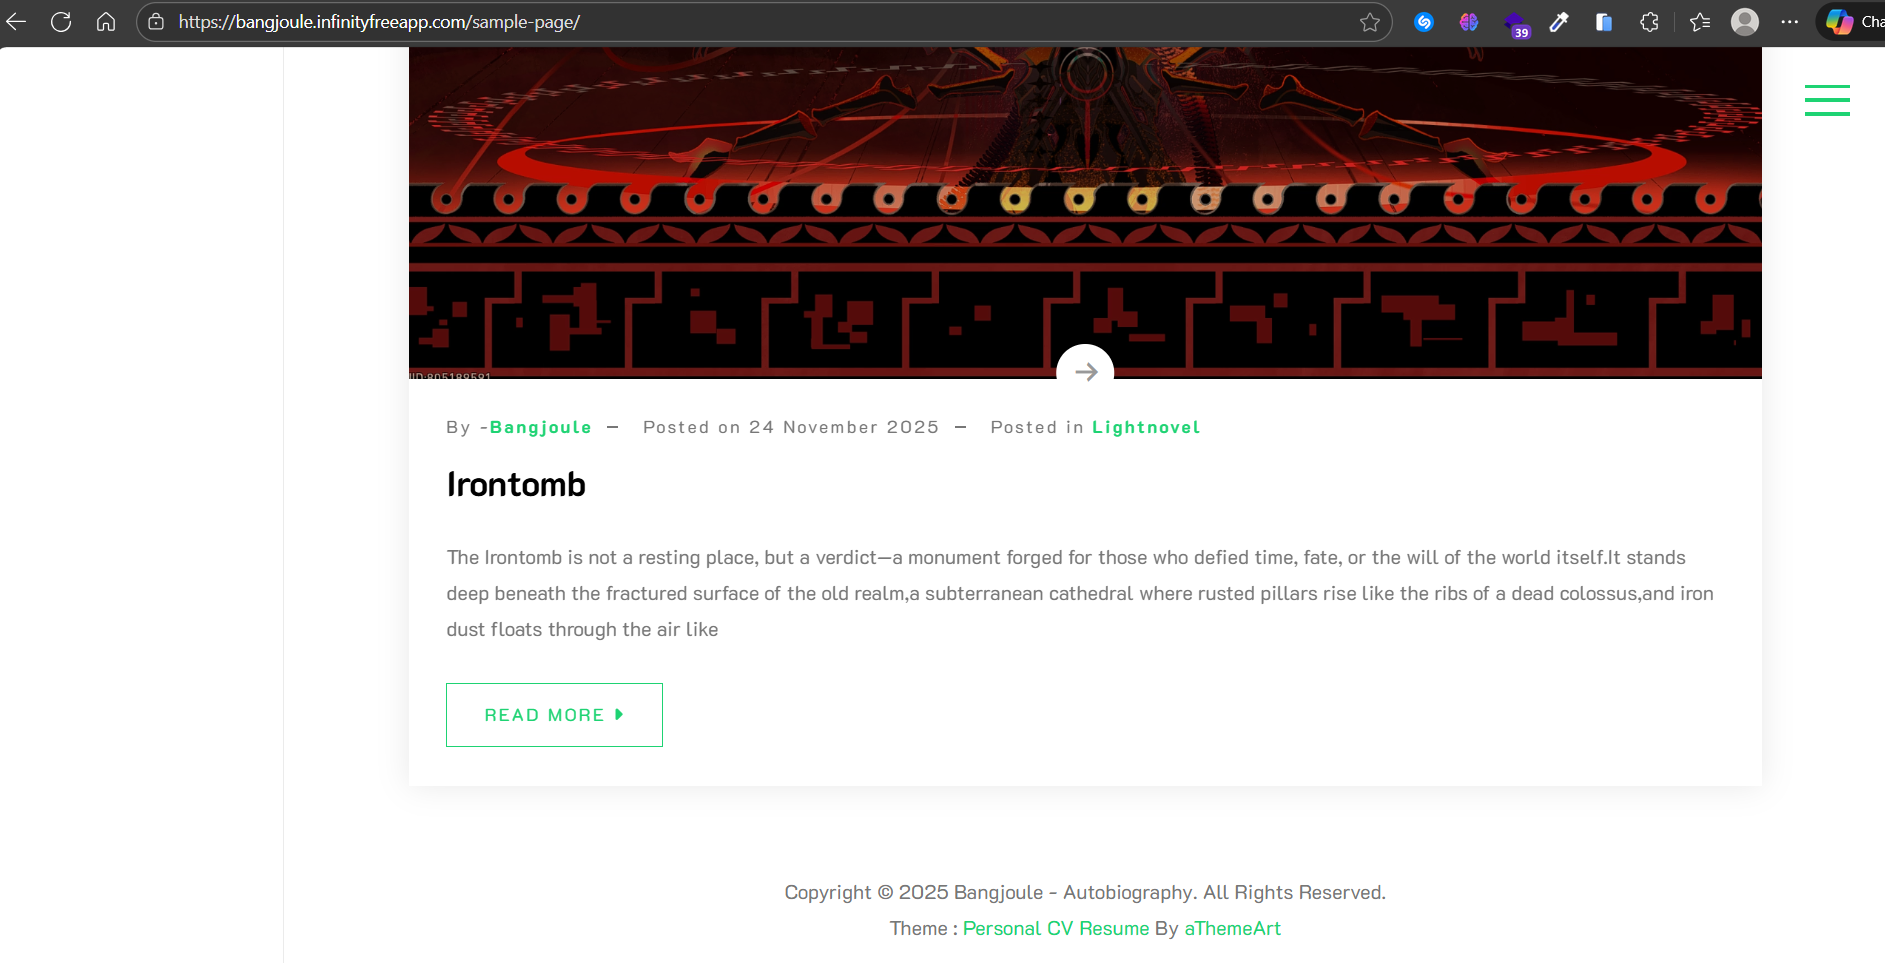 https://bangjoule.infinityfreeapp.com/sample-page/
39
Cha
UID:805189591
By -Bangjoule — Posted on 24 November 2025 — Posted in Lightnovel
Irontomb
The Irontomb is not a resting place, but a verdict—a monument forged for those who defied time, fate, or the will of the world itself.It stands
deep beneath the fractured surface of the old realm,a subterranean cathedral where rusted pillars rise like the ribs of a dead colossus,and iron
dust floats through the air like
READ MORE
Copyright © 2025 Bangjoule - Autobiography. All Rights Reserved.
Theme : Personal CV Resume By aThemeArt